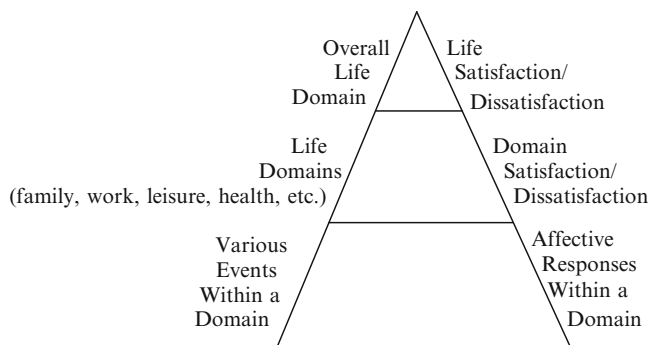 Overall
Life
Domain
Life
Satisfaction/
Dissatisfaction
Life
Domains
(family, work, leisure, health, etc.)
Domain
Satisfaction/
Dissatisfaction
Various
Events
Within a
Domain
Affective
Responses
Within a
Domain